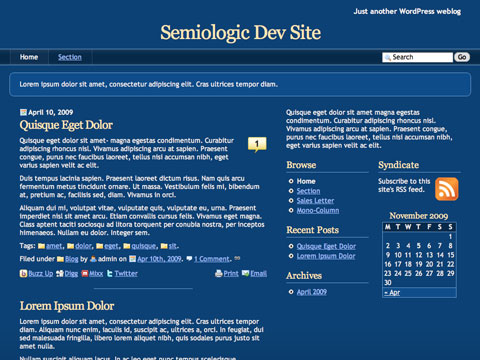 Just another WordPress weblog
Semiologic Dev Site
Home Section
Search Go
Lorem ipsum dolor sit amet, consectetur adipiscing elit. Cras ultrices tempor diam.
April 10, 2009
Quisque Eget Dolor
Quisque eget dolor sit amet- magna egestas condimentum. Curabitur
adipiscing rhoncus nisl. Vivamus adipiscing arcu at sapien. Praesent
congue, purus nec faucibus laoreet, tellus nisi accumsan nibh, eget
varius sapien velit ac elit.
1
Duis tempus lacinia sapien. Praesent laoreet dictum risus. Nam quis arcu
fermentum metus tincidunt ornare. Ut massa. Vestibulum felis mi, bibendum
at, pretium ac, facilisis sed, diam. Vivamus in orci.
Aliquam dui mi, volutpat vitae, vulputate quis, vulputate eu, urna. Praesent
imperdiet nisi sit amet arcu. Etiam convallis cursus felis. Vivamus eget magna.
Class aptent taciti sociosqu ad litora torquent per conubia nostra, per inceptos
himenaeos. Nullam eu dolor. Integer sem.
Tags: amet, dolor, eget, quisque, sit.
Filed under Blog by admin on Apr 10th, 2009. 1 Comment.
Buzz Up Digg Mixx Twitter Print Email
Lorem Ipsum Dolor
Lorem ipsum dolor sit amet, consectetur adipiscing elit. Cras ultrices tempor
diam. Aliquam nunc enim, iaculis id, suscipit ac, ultrices a, orci. In feugiat, dui
sed malesuada fringilla, libero lorem aliquet nibh, quis sodales purus justo sit
amet nulla.
Nullam suscipit aliquam lacus. In ac leo eget nunc tempus scelerisque.
Quisque eget dolor sit amet magna egestas
condimentum. Curabitur adipiscing rhoncus nisl.
Vivamus adipiscing arcu at sapien. Praesent
congue, purus nec faucibus laoreet, tellus nisi
accumsan nibh, eget varius sapien velit ac elit.
Browse
Home
Section
Sales Letter
Mono-Column
Recent Posts
Quisque Eget Dolor
Lorem Ipsum Dolor
Archives
April 2009
Syndicate
Subscribe to this
site's RSS feed.
November 2009
M T W T F S S
1
2 3 4 5 6 7 8
9 10 11 12 13 14 15
16 17 18 19 20 21 22
23 24 25 26 27 28 29
30
« Apr